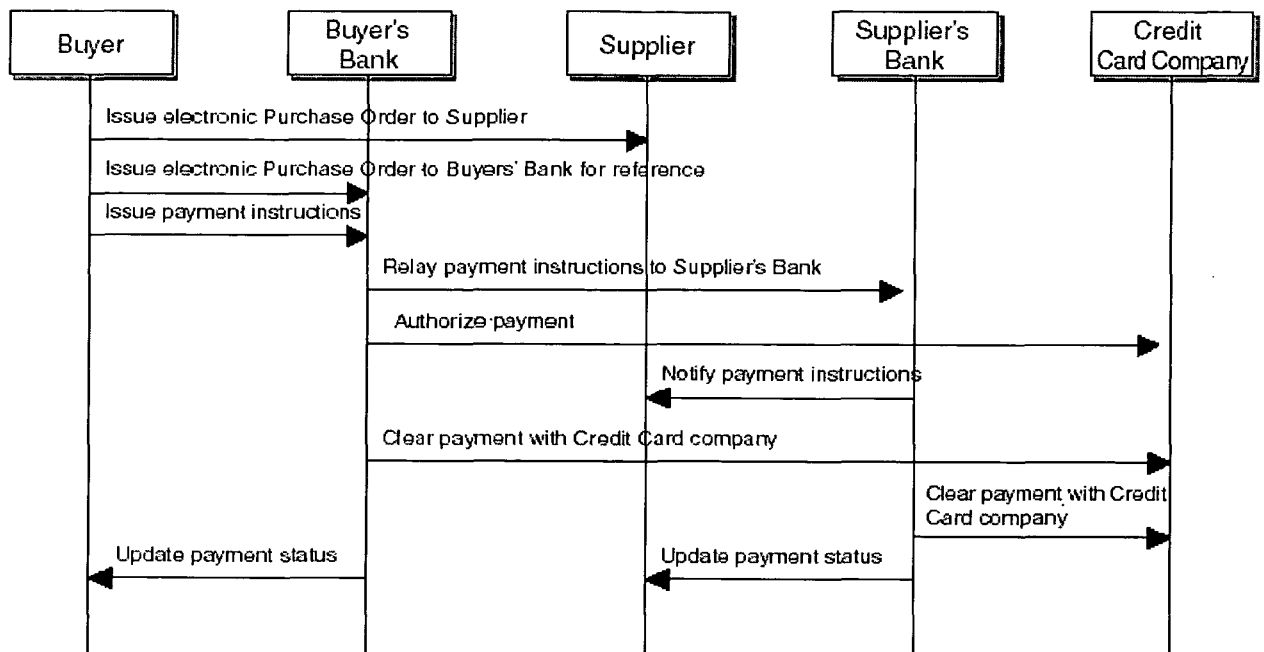 Buyer
Buyer's
Bank
Supplier
Supplier's
Bank
Credit
Card Company
Issue electronic Purchase Order to Supplier
Issue electronic Purchase Order to Buyers' Bank for reference
Issue payment instructions
Relay payment instructions to Supplier's Bank
Authorize payment
Notify payment instructions
Clear payment with Credit Card company
Clear payment with Credit
Card company
Update payment status
Update payment status